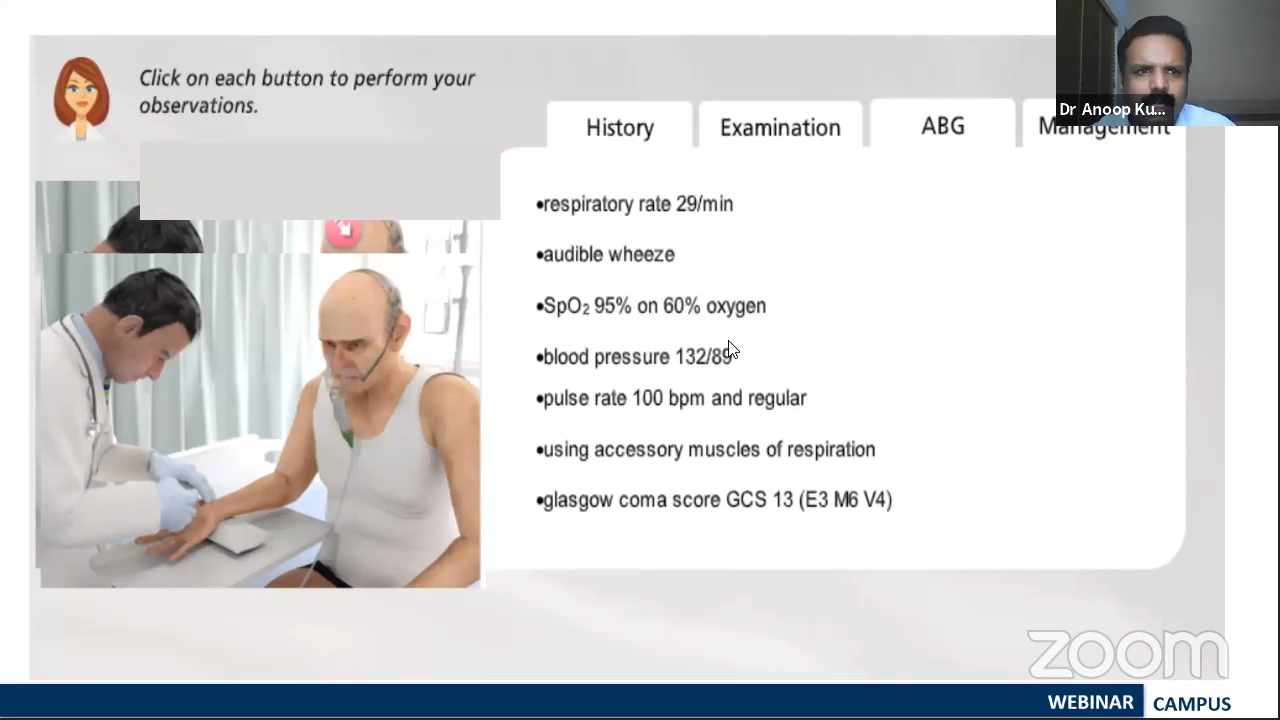 Click on each button to perform your
observations.
Dr Anoop Ku...
History
Examination
ABG
Management
•respiratory rate 29/min
•audible wheeze
•SpO₂ 95% on 60% oxygen
•blood pressure 132/89
•pulse rate 100 bpm and regular
•using accessory muscles of respiration
•glasgow coma score GCS 13 (E3 M6 V4)
zoom
WEBINAR CAMPUS